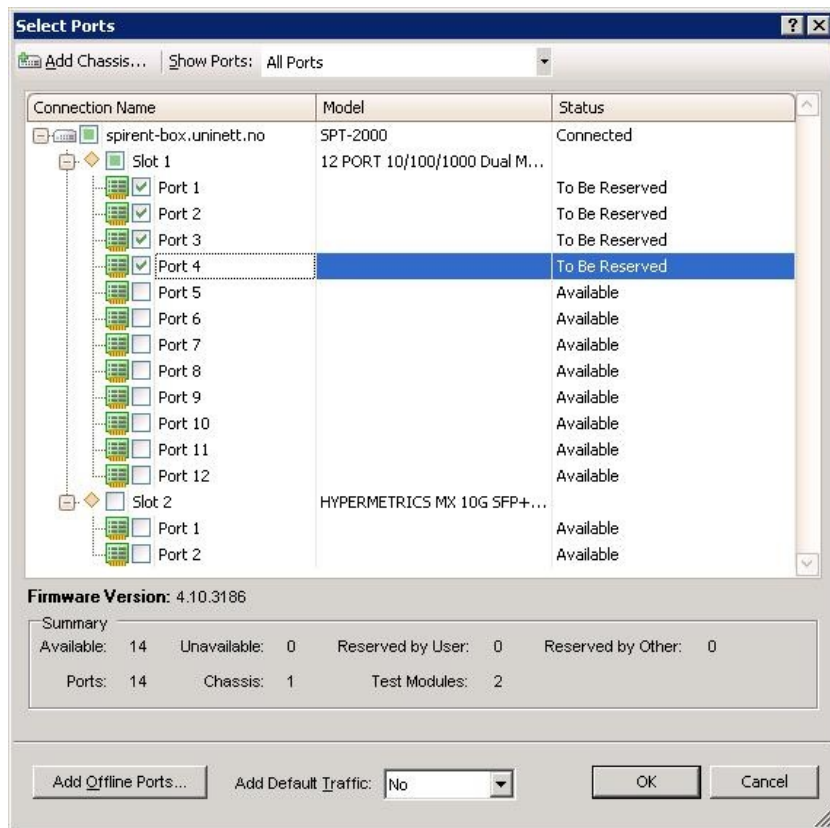 Select Ports
Add Chassis... Show Ports: All Ports
Connection Name Model Status
spirent-box.uninett.no SPT-2000 Connected
Slot 1 12 PORT 10/100/1000 Dual M...
Port 1 To Be Reserved
Port 2 To Be Reserved
Port 3 To Be Reserved
Port 4 To Be Reserved
Port 5 Available
Port 6 Available
Port 7 Available
Port 8 Available
Port 9 Available
Port 10 Available
Port 11 Available
Port 12 Available
Slot 2 HYPERMETRICS MX 10G SFP+...
Port 1 Available
Port 2 Available
Firmware Version: 4.10.3186
Summary
Available: 14 Unavailable: 0 Reserved by User: 0 Reserved by Other: 0
Ports: 14 Chassis: 1 Test Modules: 2
Add Offline Ports... Add Default Traffic: No OK Cancel